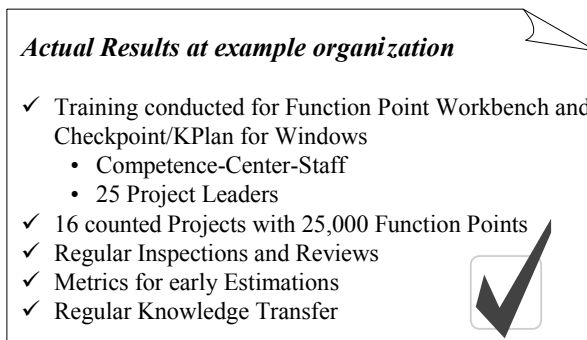 Actual Results at example organization
✓ Training conducted for Function Point Workbench and
Checkpoint/KPlan for Windows
• Competence-Center-Staff
• 25 Project Leaders
✓ 16 counted Projects with 25,000 Function Points
✓ Regular Inspections and Reviews
✓ Metrics for early Estimations
✓ Regular Knowledge Transfer